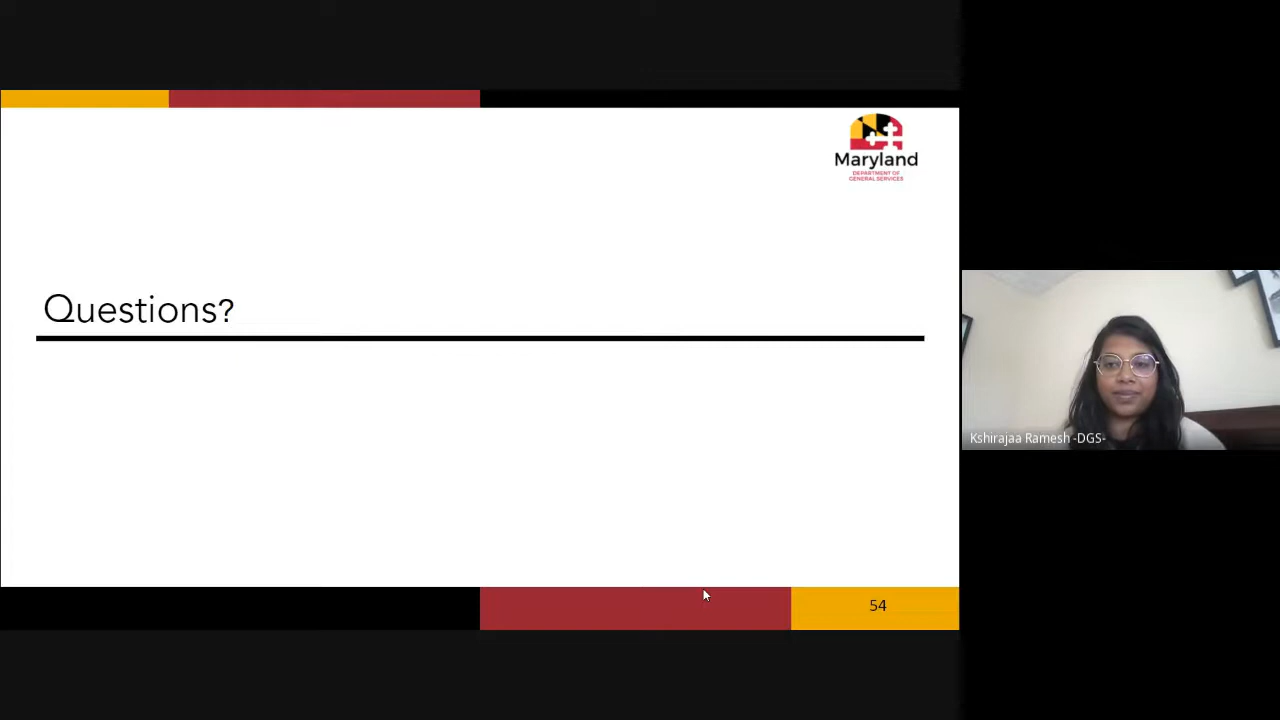 Maryland
DEPARTMENT OF
GENERAL SERVICES
Questions?
Kshirajaa Ramesh -DGS-
54